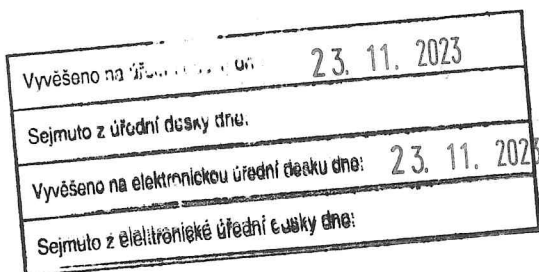 Vyvěšeno na 23. 11. 2023
Sejmuto z úřední desky dne:
Vyvěšeno na elektronickou úřední desku dne: 23. 11. 202
Sejmuto z elektronické úřední desky dne: